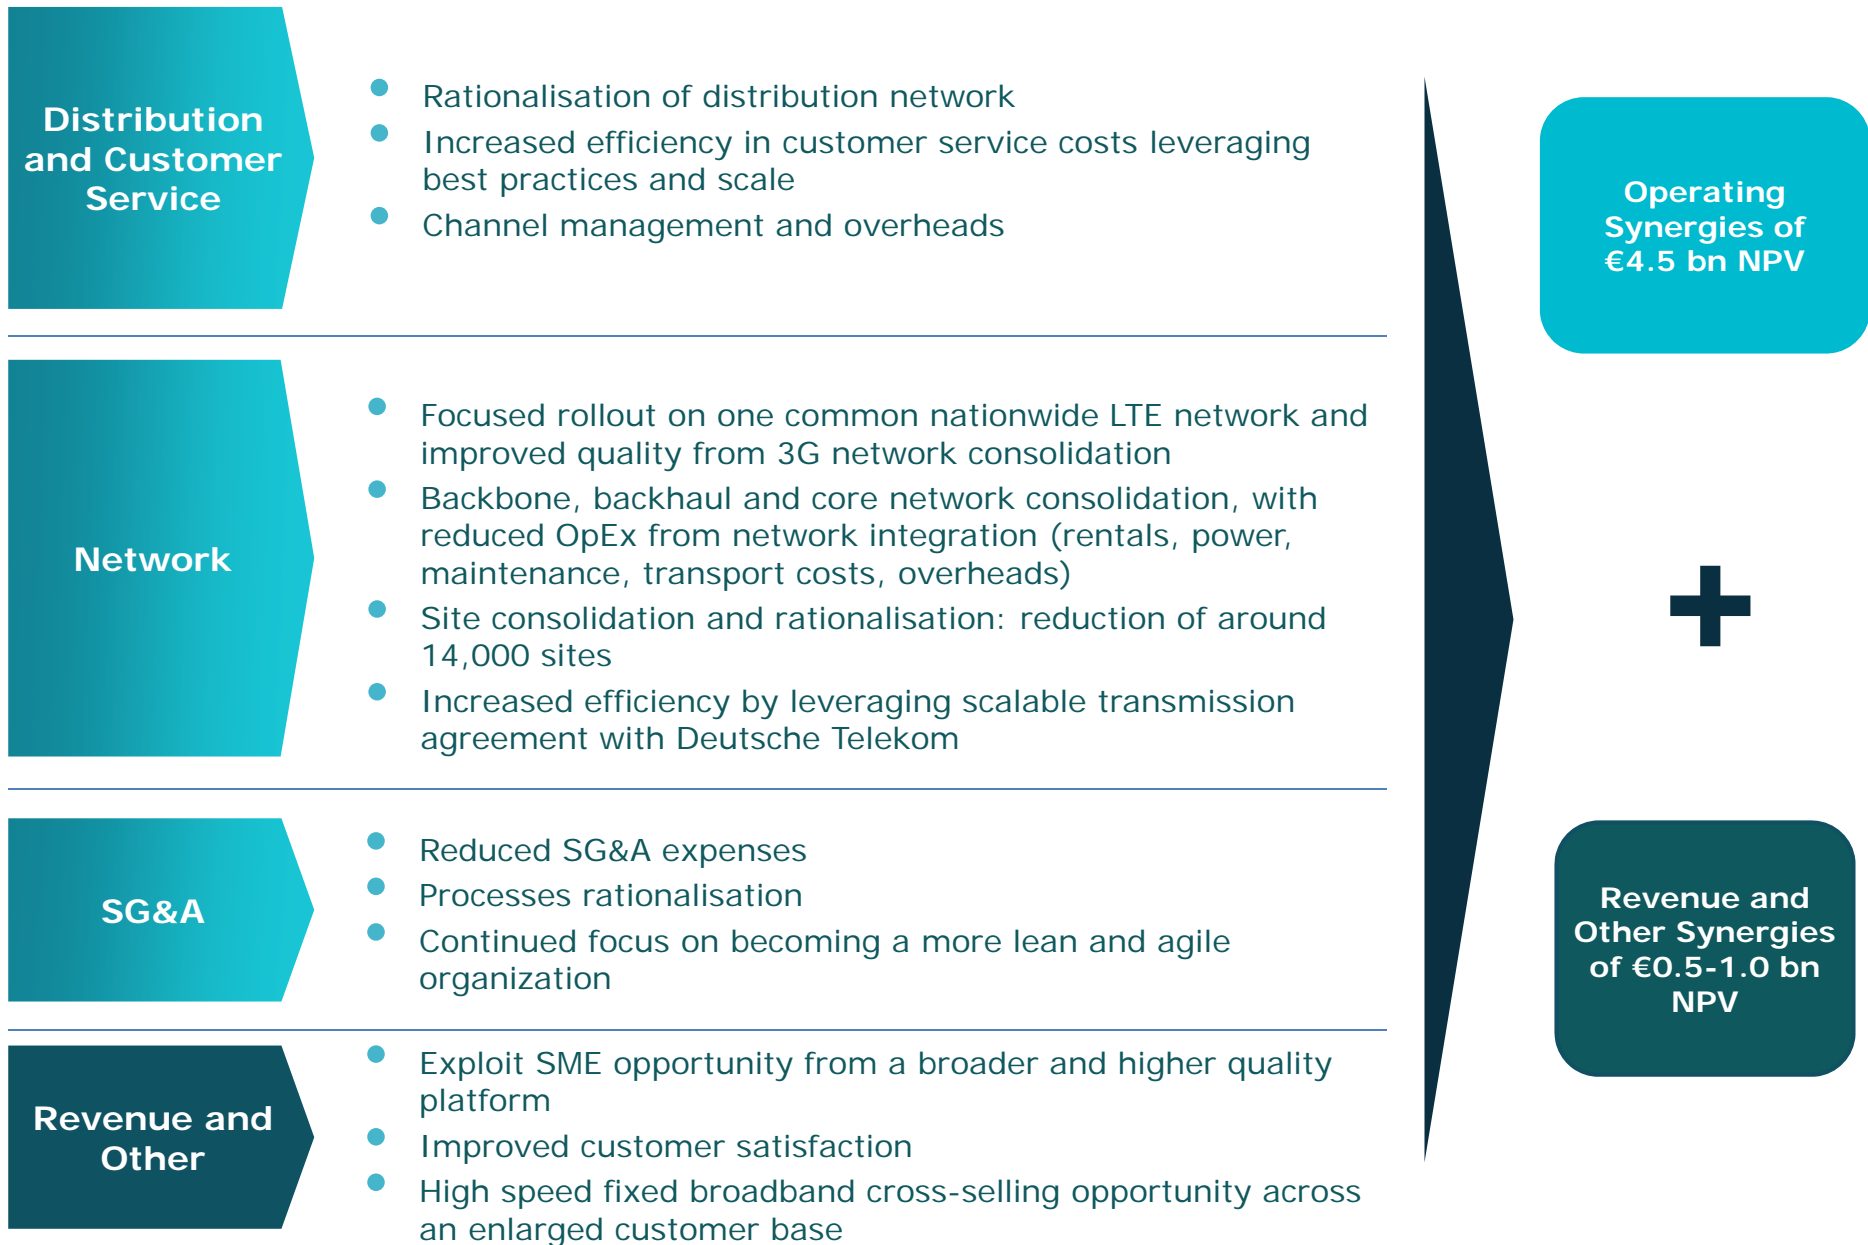 Distribution
and Customer
Service
Rationalisation of distribution network
Increased efficiency in customer service costs leveraging
best practices and scale
Channel management and overheads
Network
Focused rollout on one common nationwide LTE network and
improved quality from 3G network consolidation
Backbone, backhaul and core network consolidation, with
reduced OpEx from network integration (rentals, power,
maintenance, transport costs, overheads)
Site consolidation and rationalisation: reduction of around
14,000 sites
Increased efficiency by leveraging scalable transmission
agreement with Deutsche Telekom
SG&A
Reduced SG&A expenses
Processes rationalisation
Continued focus on becoming a more lean and agile
organization
Revenue and
Other
Exploit SME opportunity from a broader and higher quality
platform
Improved customer satisfaction
High speed fixed broadband cross-selling opportunity across
an enlarged customer base
Operating
Synergies of
€4.5 bn NPV
Revenue and
Other Synergies
of €0.5-1.0 bn
NPV